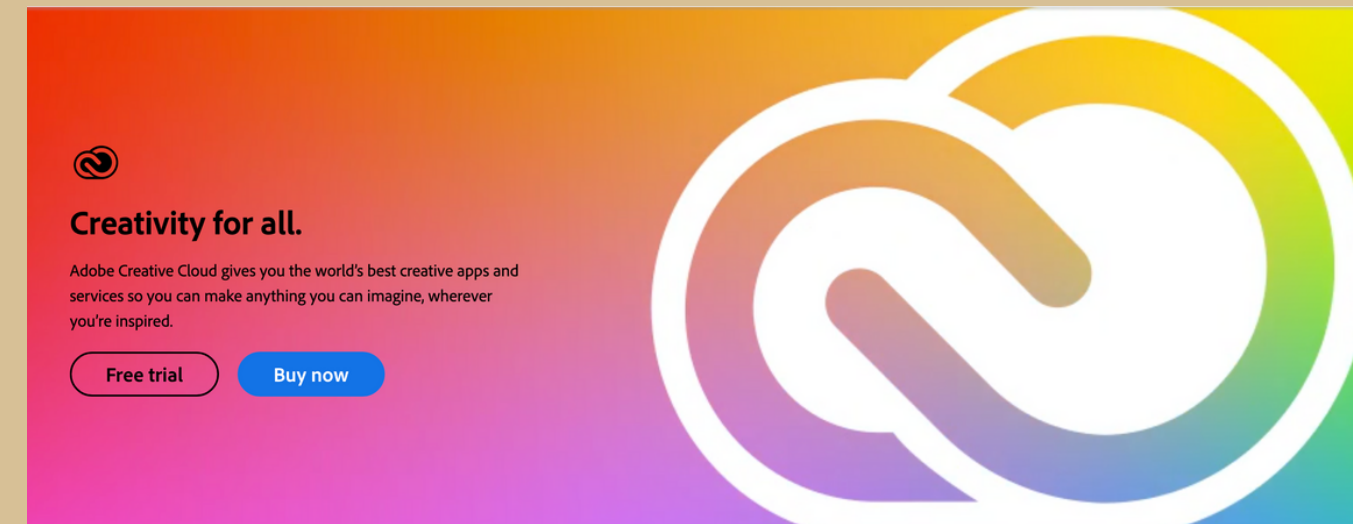 Creativity for all.
Adobe Creative Cloud gives you the world's best creative apps and
services so you can make anything you can imagine, wherever
you're inspired.
Free trial
Buy now